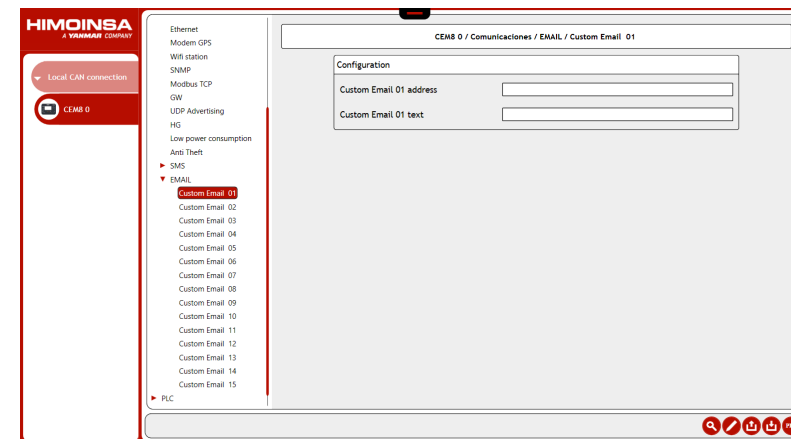 HIMOINSA
A YANMAR COMPANY
Local CAN connection
CEM8 0
Ethernet
Modem GPS
Wifi station
SNMP
Modbus TCP
GW
UDP Advertising
HG
Low power consumption
Anti Theft
SMS
EMAIL
Custom Email 01
Custom Email 02
Custom Email 03
Custom Email 04
Custom Email 05
Custom Email 06
Custom Email 07
Custom Email 08
Custom Email 09
Custom Email 10
Custom Email 11
Custom Email 12
Custom Email 13
Custom Email 14
Custom Email 15
PLC
CEM8 0 / Comunicaciones / EMAIL / Custom Email 01
Configuration
Custom Email 01 address
Custom Email 01 text